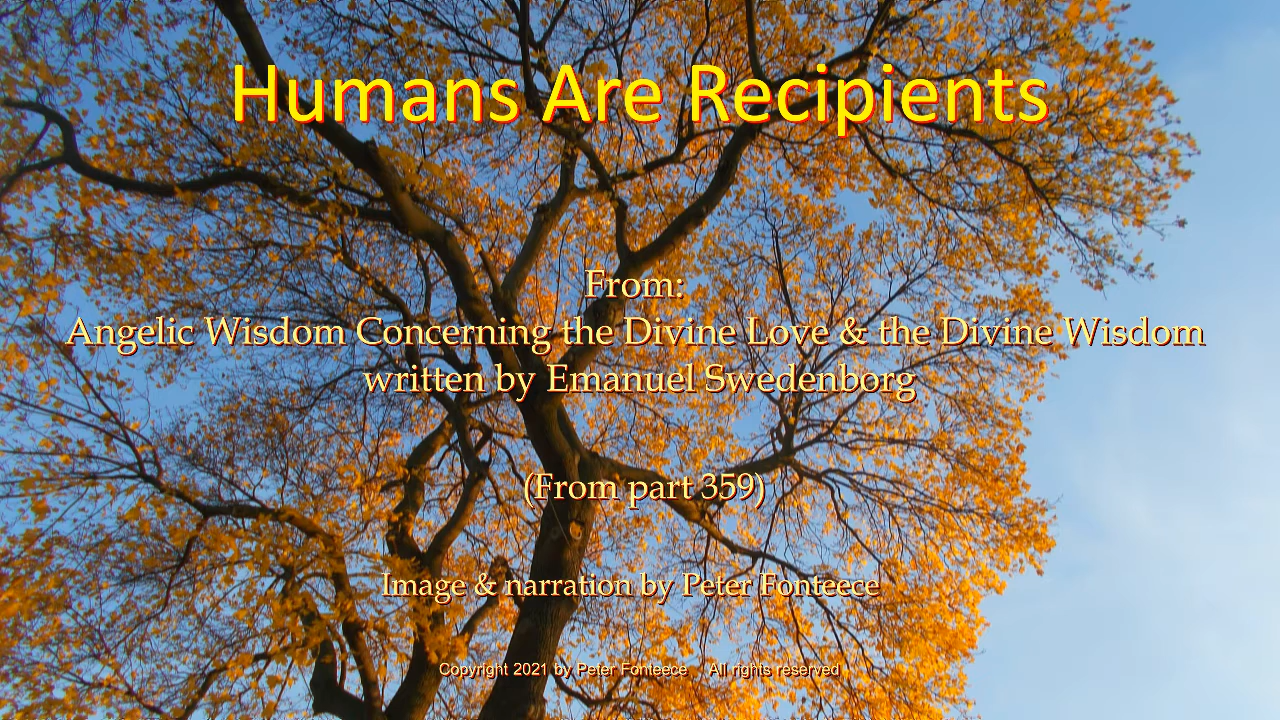 Humans Are Recipients
From:
Angelic Wisdom Concerning the Divine Love & the Divine Wisdom
written by Emanuel Swedenborg
(From part 359)
Image & narration by Peter Fonteece
Copyright 2021 by Peter Fonteece All rights reserved